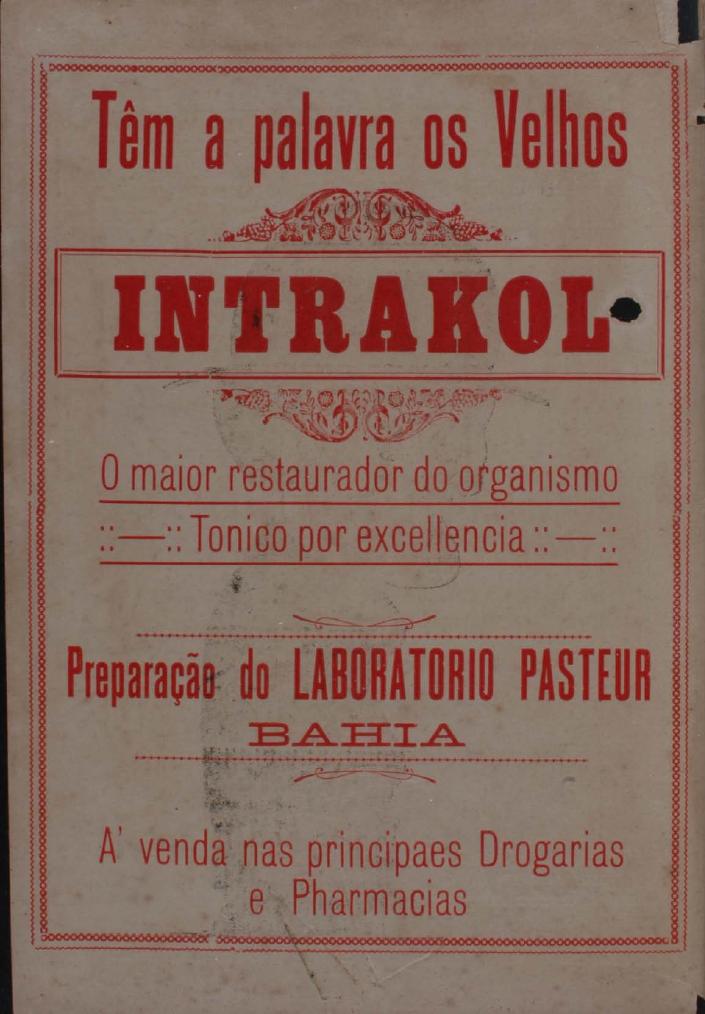 Têm a palavra os Velhos
INTRAKOL
O maior restaurador do organismo
::—:: Tonico por excellencia ::—::
Preparação do LABORATORIO PASTEUR
BAHIA
A' venda nas principaes Drogarias
e Pharmacias